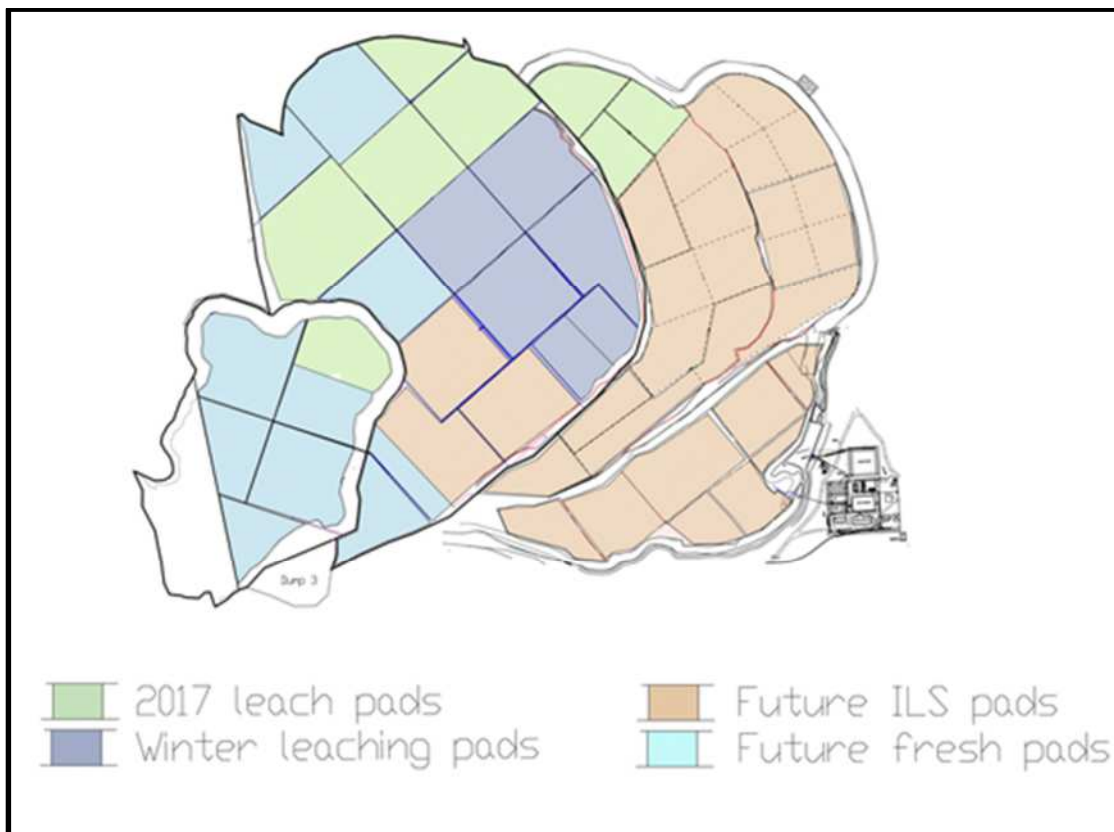 Dump 3
2017 leach pads
Winter leaching pads
Future ILS pads
Future fresh pads